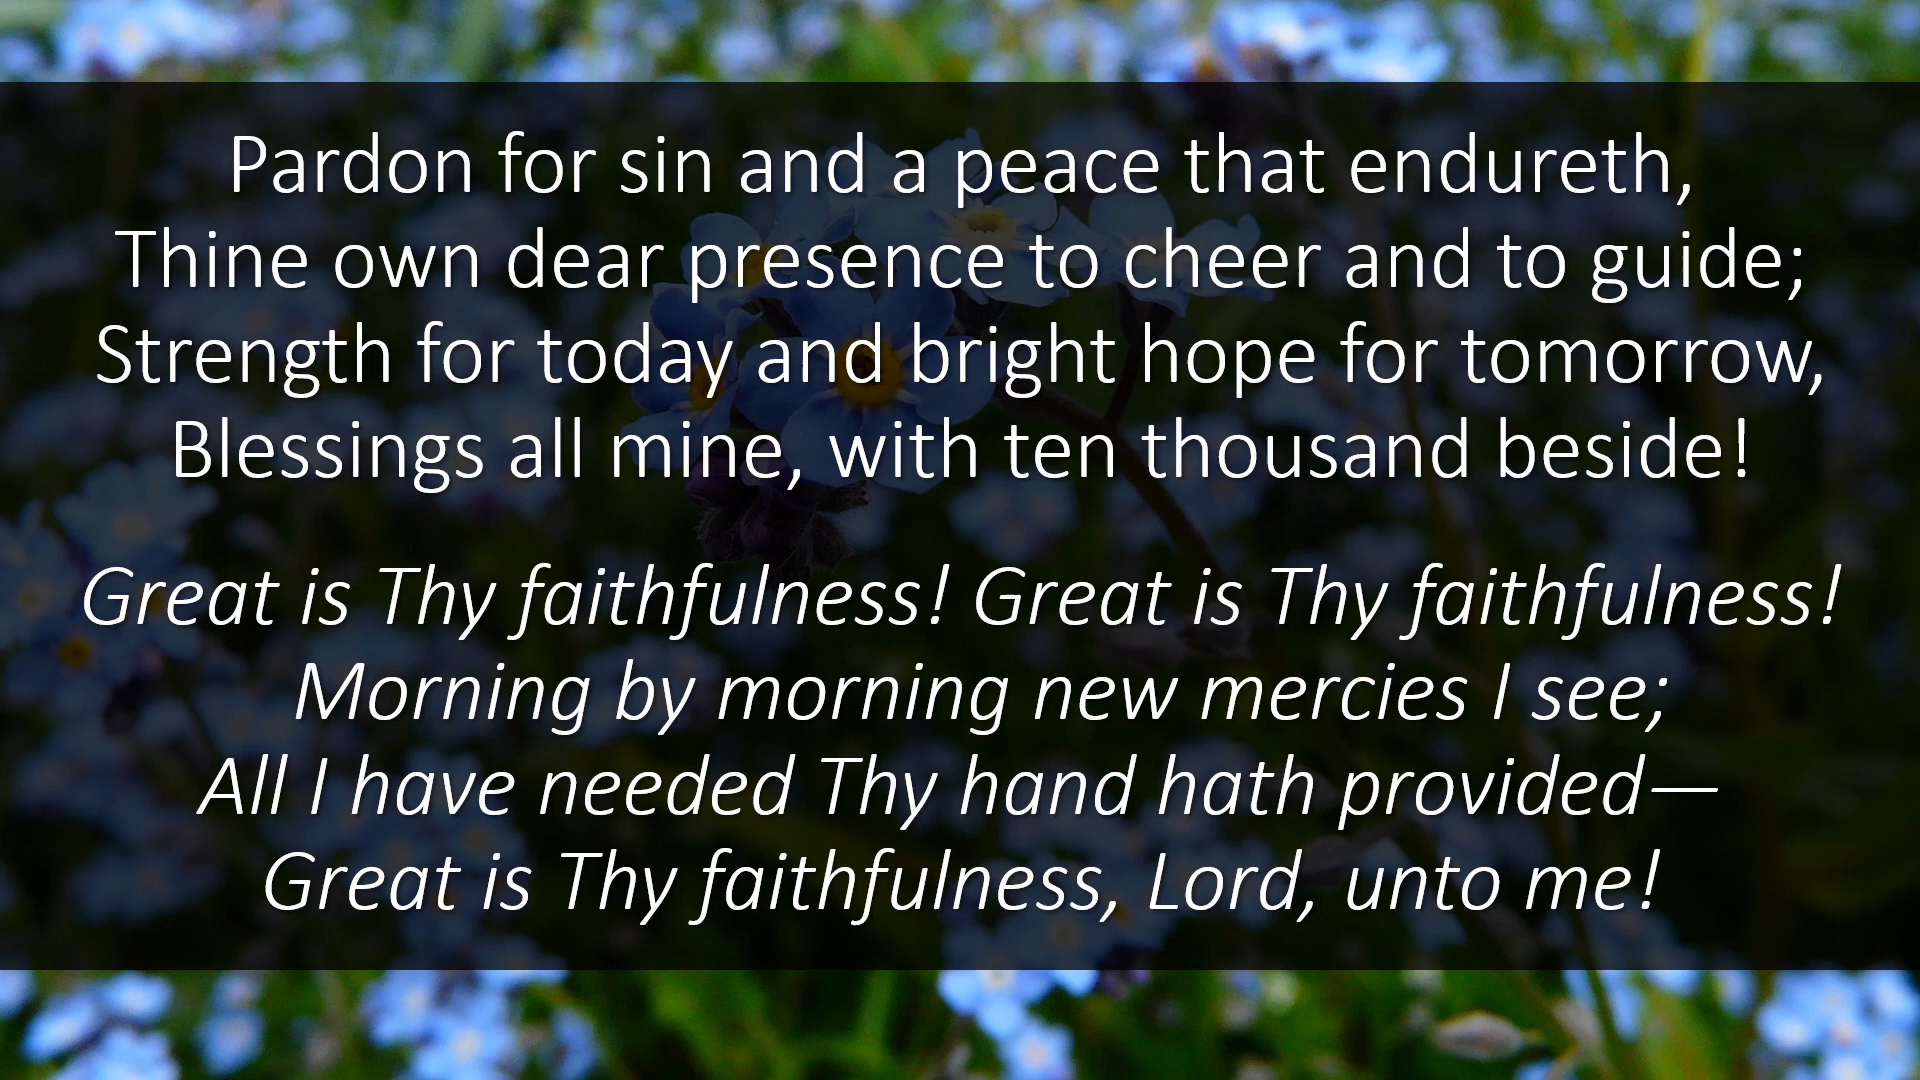 Pardon for sin and a peace that endureth,
Thine own dear presence to cheer and to guide;
Strength for today and bright hope for tomorrow,
Blessings all mine, with ten thousand beside!
Great is Thy faithfulness! Great is Thy faithfulness!
Morning by morning new mercies I see;
All I have needed Thy hand hath provided—
Great is Thy faithfulness, Lord, unto me!